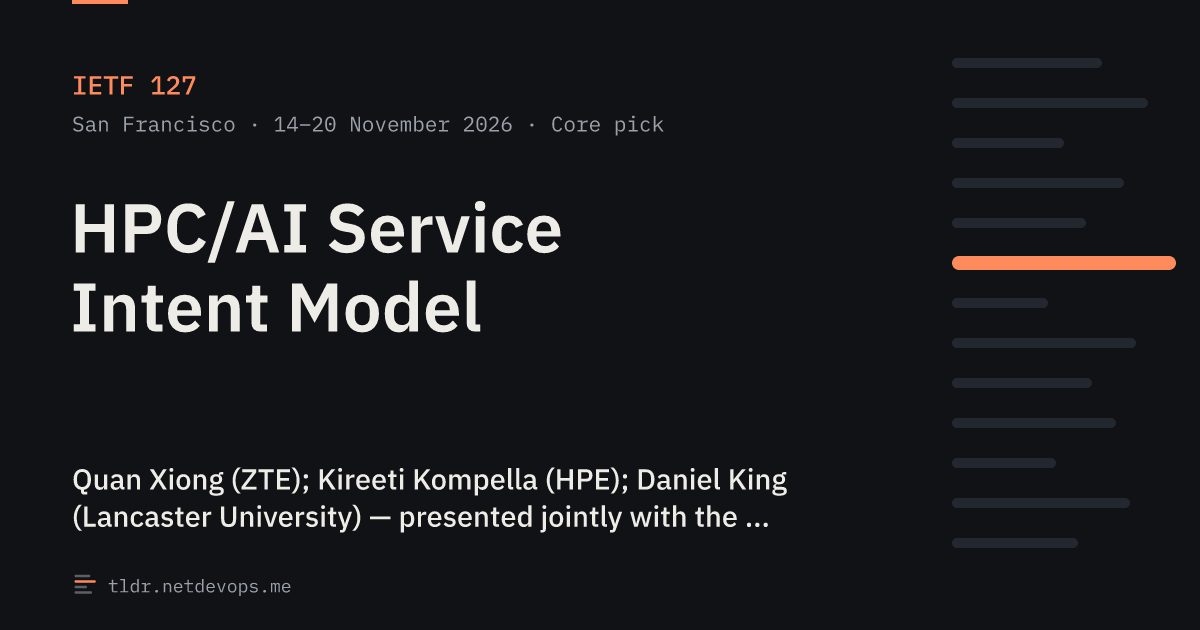 IETF 127
San Francisco · 14–20 November 2026 · Core pick
HPC/AI Service
Intent Model
Quan Xiong (ZTE); Kireeti Kompella (HPE); Daniel King
(Lancaster University) — presented jointly with the ...
tldr.netdevops.me